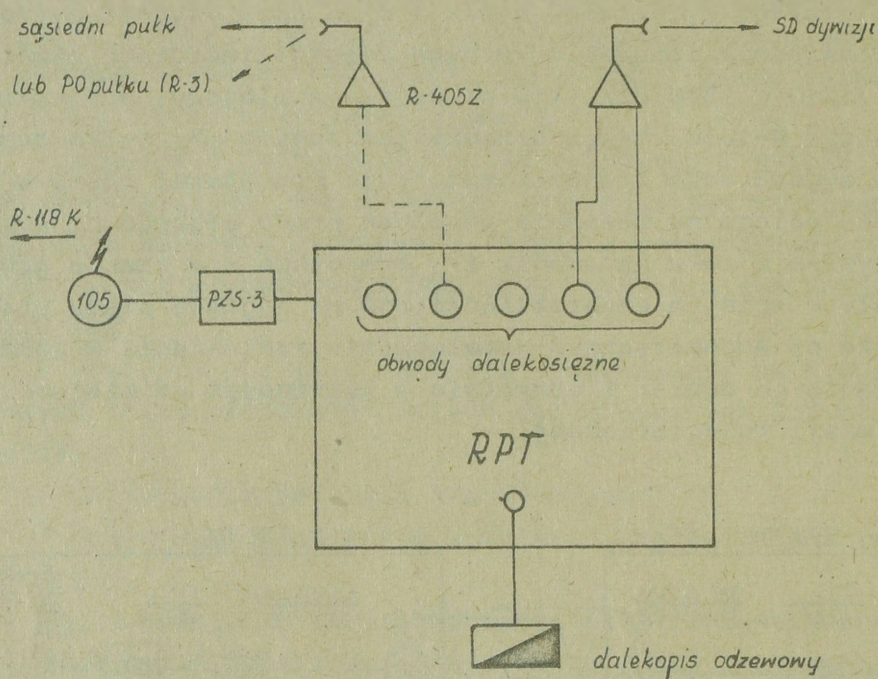 sąsiedni pułk
SD dywizji
lub PO pułku (R-3)
R-405Z
R-118 K
105
PZS-3
obwody dalekosiężne
RPT
dalekopis odzewowy